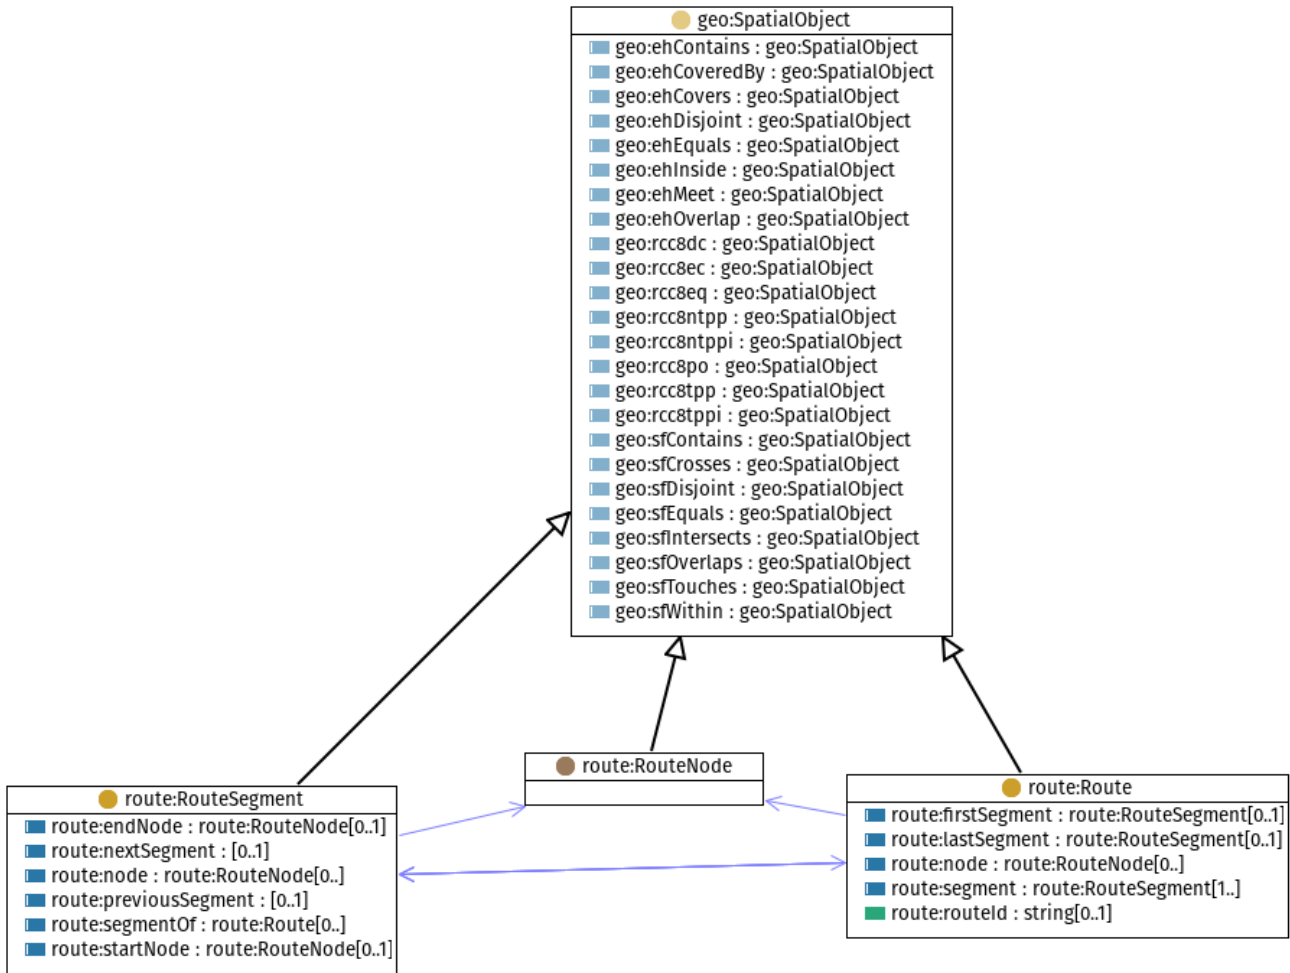 geo:SpatialObject
geo:ehContains : geo:SpatialObject
geo:ehCoveredBy : geo:SpatialObject
geo:ehCovers : geo:SpatialObject
geo:ehDisjoint : geo:SpatialObject
geo:ehEquals : geo:SpatialObject
geo:ehInside : geo:SpatialObject
geo:ehMeet : geo:SpatialObject
geo:ehOverlap : geo:SpatialObject
geo:rcc8dc : geo:SpatialObject
geo:rcc8ec : geo:SpatialObject
geo:rcc8eq : geo:SpatialObject
geo:rcc8ntpp : geo:SpatialObject
geo:rcc8ntppi : geo:SpatialObject
geo:rcc8po : geo:SpatialObject
geo:rcc8tpp : geo:SpatialObject
geo:rcc8tppi : geo:SpatialObject
geo:sfContains : geo:SpatialObject
geo:sfCrosses : geo:SpatialObject
geo:sfDisjoint : geo:SpatialObject
geo:sfEquals : geo:SpatialObject
geo:sfIntersects : geo:SpatialObject
geo:sfOverlaps : geo:SpatialObject
geo:sfTouches : geo:SpatialObject
geo:sfWithin : geo:SpatialObject
route:RouteSegment
route:endNode : route:RouteNode[0..1]
route:nextSegment : [0..1]
route:node : route:RouteNode[0..]
route:previousSegment : [0..1]
route:segmentOf : route:Route[0..]
route:startNode : route:RouteNode[0..1]
route:RouteNode
route:Route
route:firstSegment : route:RouteSegment[0..1]
route:lastSegment : route:RouteSegment[0..1]
route:node : route:RouteNode[0..]
route:segment : route:RouteSegment[1..]
route:routeId : string[0..1]